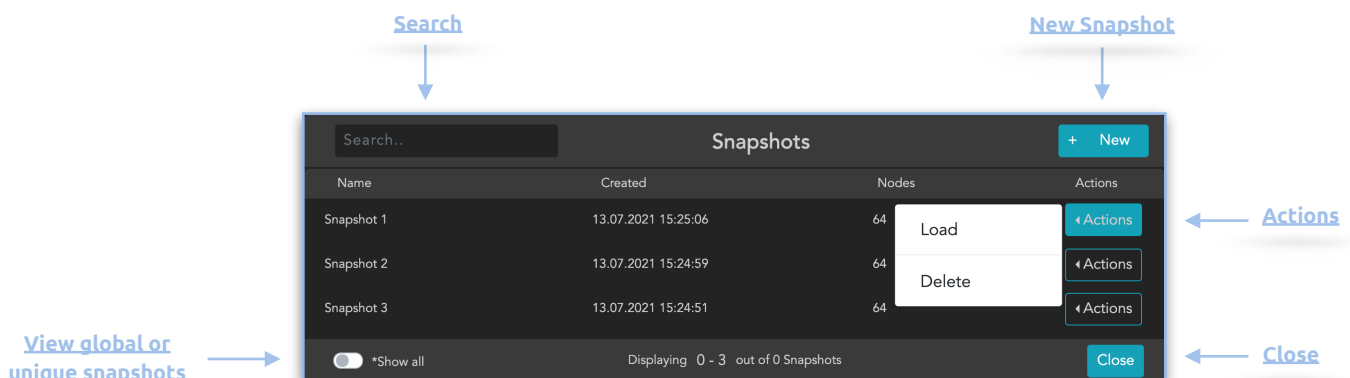 Search
New Snapshot
Search..
Snapshots
+ New
Name Created Nodes Actions
Snapshot 1 13.07.2021 15:25:06 64 Actions
Actions
Load
Snapshot 2 13.07.2021 15:24:59 64 Actions
Delete
Snapshot 3 13.07.2021 15:24:51 64 Actions
View global or
unique snapshots
*Show all Displaying 0 - 3 out of 0 Snapshots Close
Close